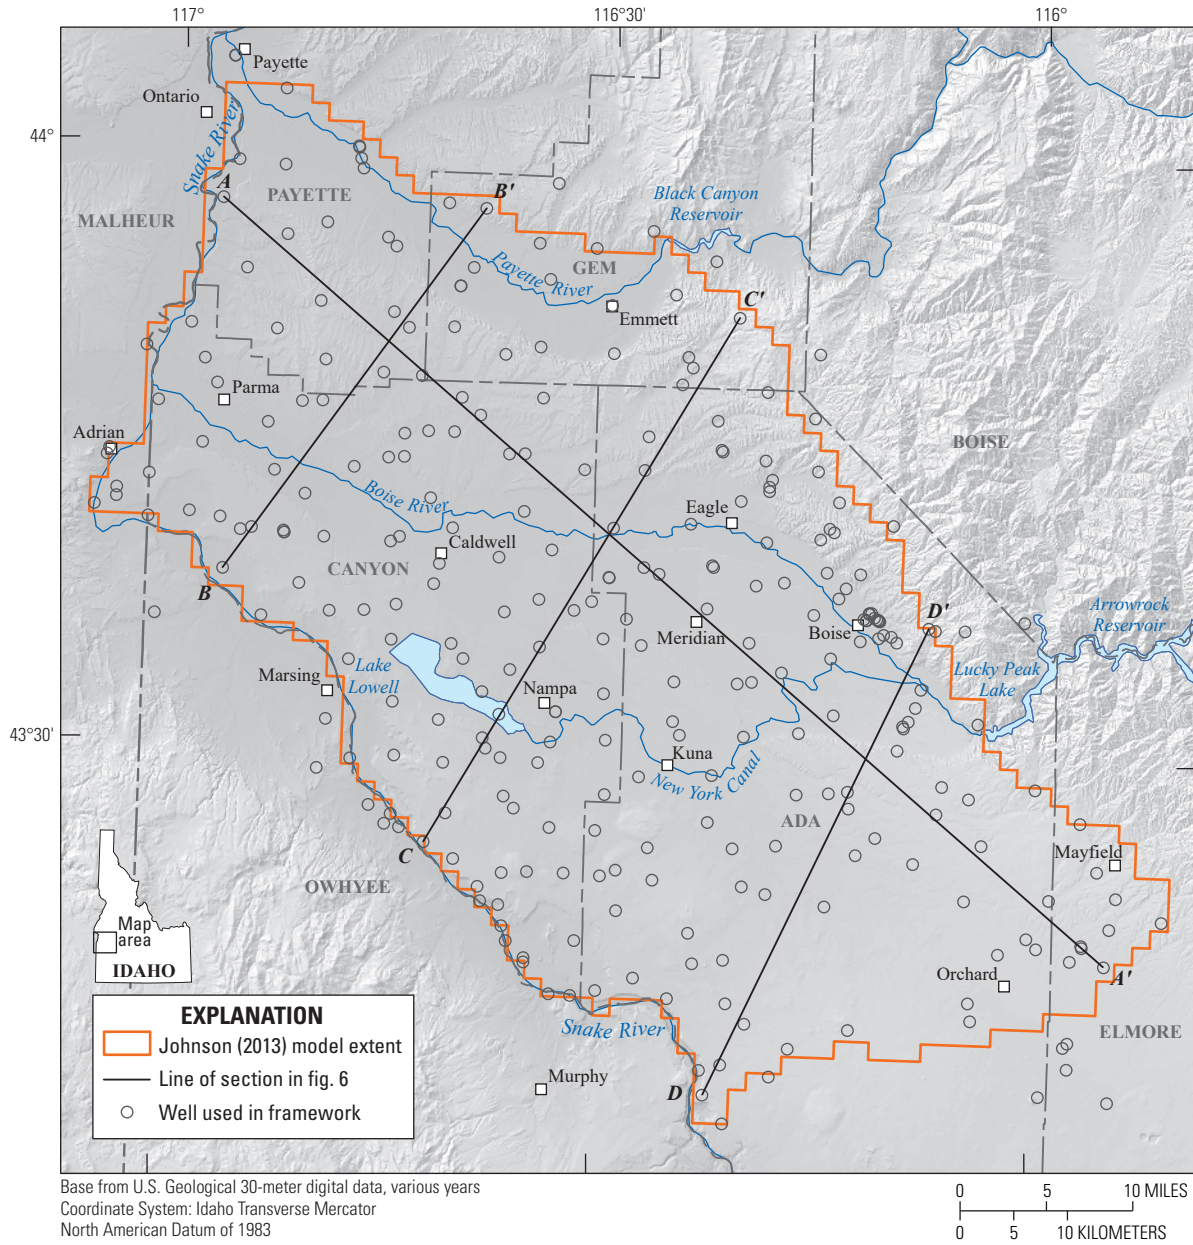 117°
116°30'
116°
Payette
Ontario
44°
Snake River
A
PAYETTE
B'
MALHEUR
Black Canyon
Reservoir
GEM
Payette River
C'
Emmett
Parma
Adrian
BOISE
Boise River
Eagle
Caldwell
CANYON
B
D'
Arrowrock
Reservoir
Meridian
Boise
Marsing
Lake
Lowell
Lucky Peak
Lake
Nampa
43°30'
Kuna
New York Canal
ADA
C
Mayfield
OWHYEE
Map
area
IDAHO
Orchard
A'
ELMORE
Snake River
Murphy
D
EXPLANATION
Johnson (2013) model extent
Line of section in fig. 6
Well used in framework
Base from U.S. Geological 30-meter digital data, various years
Coordinate System: Idaho Transverse Mercator
North American Datum of 1983
0 5 10 MILES
0 5 10 KILOMETERS